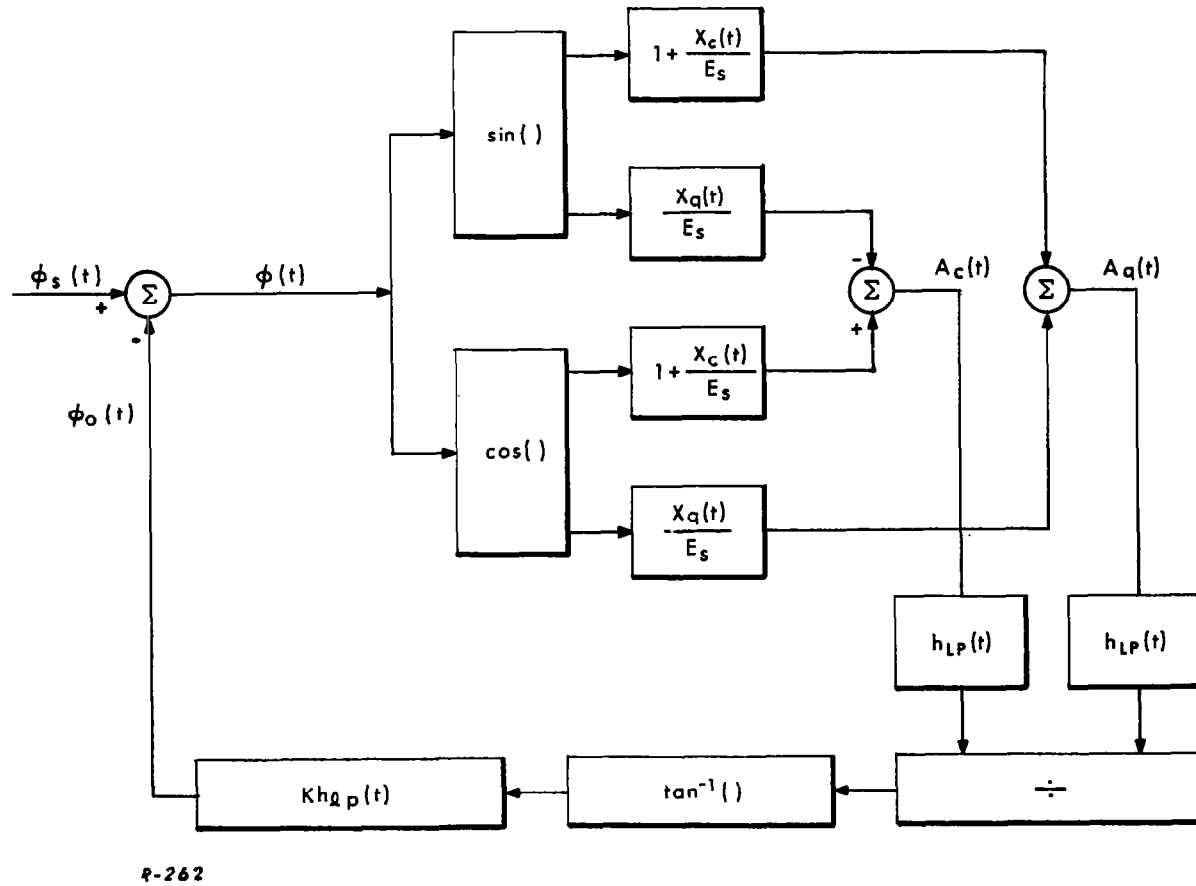 1 + Xc(t)/Es
sin( )
Xq(t)/Es
ϕs(t)
+
Σ
-
ϕ(t)
-
Σ
+
Ac(t)
Σ
Aq(t)
1 + Xc(t)/Es
ϕo(t)
cos( )
-Xq(t)/Es
hLP(t)
hLP(t)
Khℓp(t)
tan⁻¹( )
÷
R-262